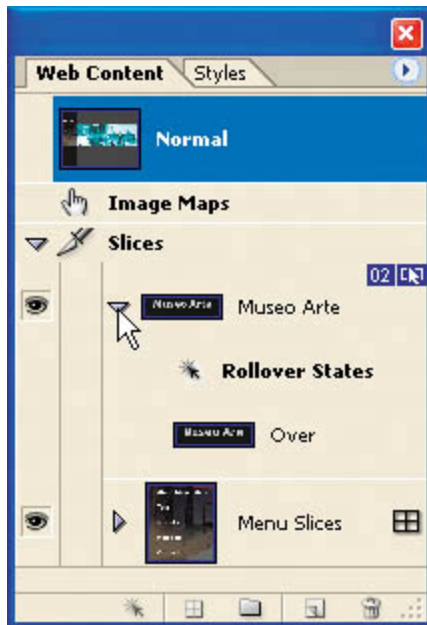 Web Content Styles
Normal
Image Maps
Slices
02
Museo Arte Museo Arte
Rollover States
Museo Arte Over
Menu Slices